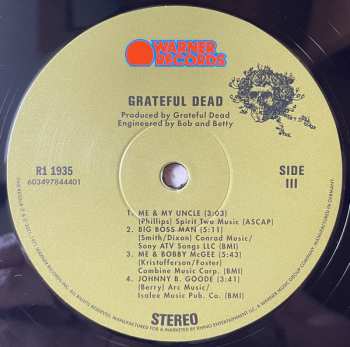 WARNER
RECORDS
GRATEFUL DEAD
Produced by Grateful Dead
Engineered by Bob and Betty
R1 1935
603497844401
SIDE
III
1. ME & MY UNCLE (3:03)
(Phillips) Spirit Two Music (ASCAP)
2. BIG BOSS MAN (5:11)
(Smith/Dixon) Conrad Music/
Sony ATV Songs LLC (BMI)
3. ME & BOBBY McGEE (5:43)
(Kristofferson/Foster)
Combine Music Corp. (BMI)
4. JOHNNY B. GOODE (3:41)
(Berry) Arc Music/
Isalee Music Pub. Co. (BMI)
STEREO